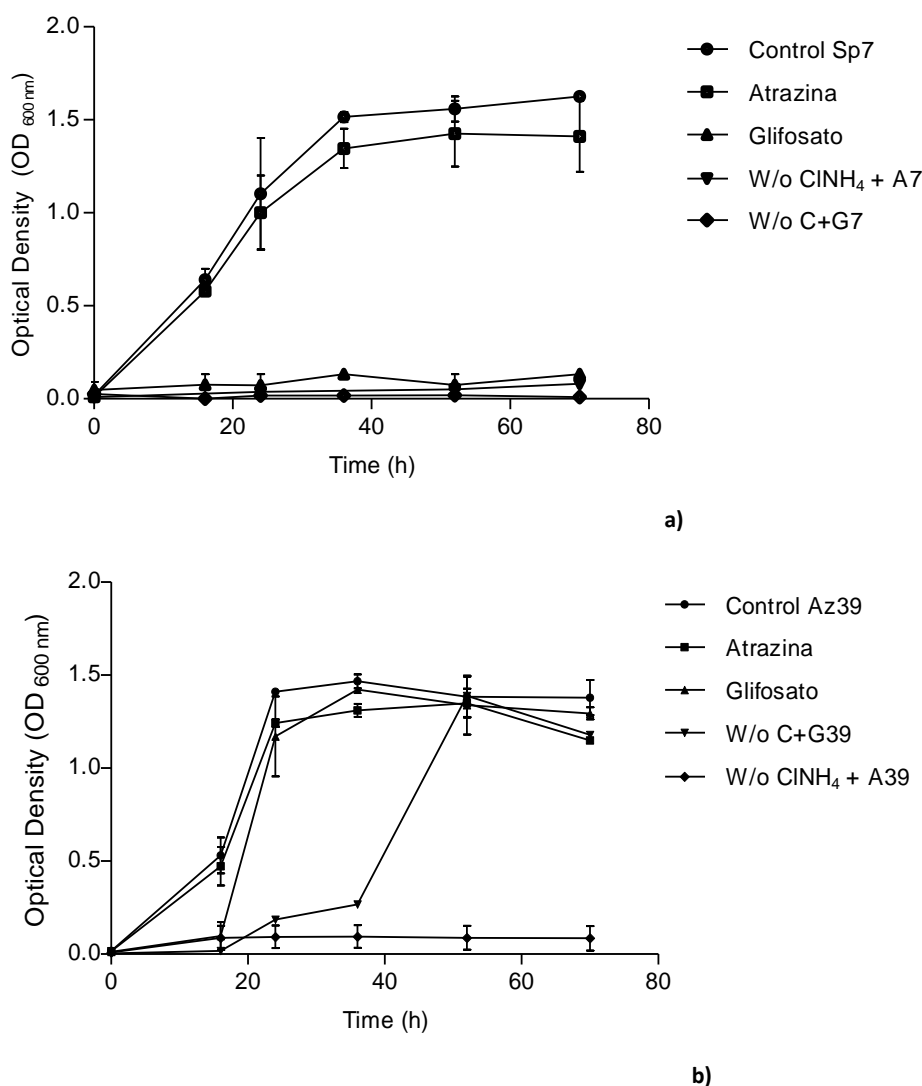 2.0
1.5
1.0
0.5
0.0
0 20 40 60 80
Optical Density (OD 600 nm)
Time (h)
Control Sp7
Atrazina
Glifosato
W/o ClNH₄ + A7
W/o C+G7
a)
2.0
1.5
1.0
0.5
0.0
0 20 40 60 80
Optical Density (OD 600 nm)
Time (h)
Control Az39
Atrazina
Glifosato
W/o C+G39
W/o ClNH₄ + A39
b)